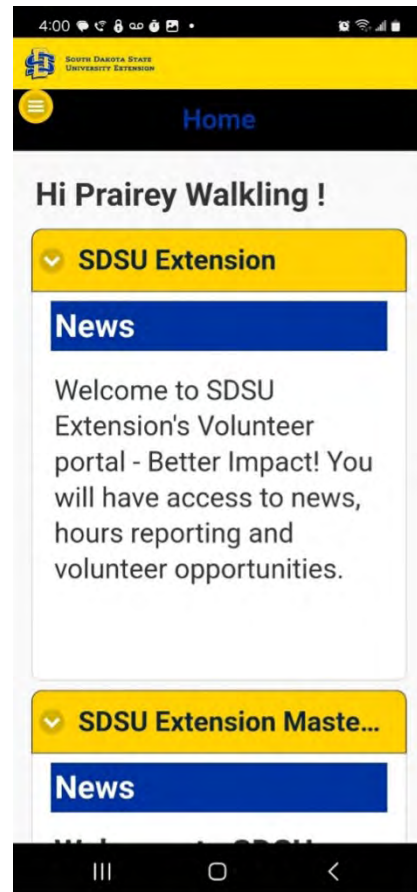 4:00
SOUTH DAKOTA STATE
UNIVERSITY EXTENSION
Home
Hi Prairey Walkling !
SDSU Extension
News
Welcome to SDSU
Extension's Volunteer
portal - Better Impact! You
will have access to news,
hours reporting and
volunteer opportunities.
SDSU Extension Maste...
News